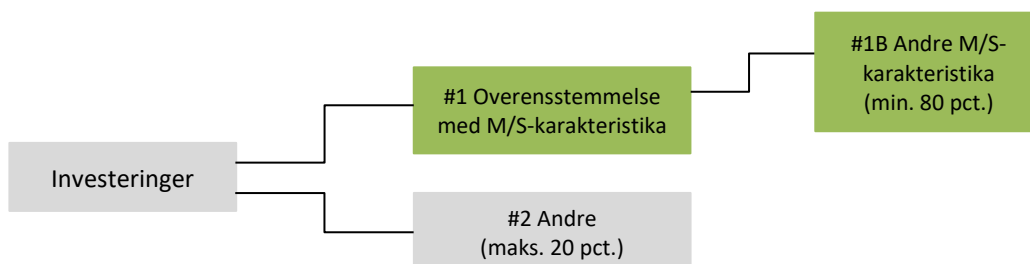 Investeringer
#1 Overensstemmelse
med M/S-karakteristika
#1B Andre M/S-
karakteristika
(min. 80 pct.)
#2 Andre
(maks. 20 pct.)